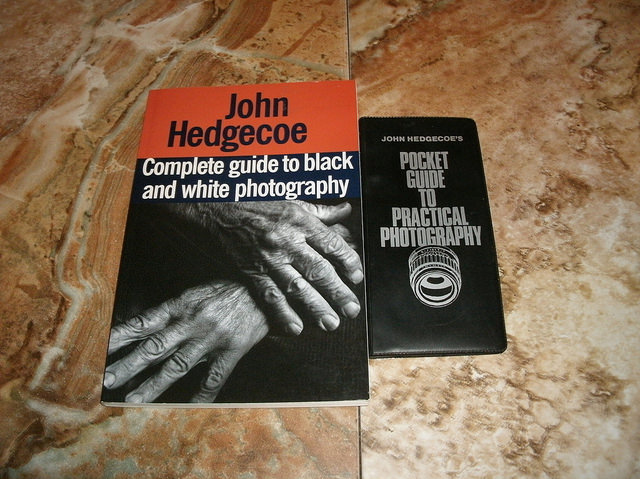 John
Hedgecoe
Complete guide to black
and white photography
JOHN HEDGECOE'S
POCKET
GUIDE
TO
PRACTICAL
PHOTOGRAPHY